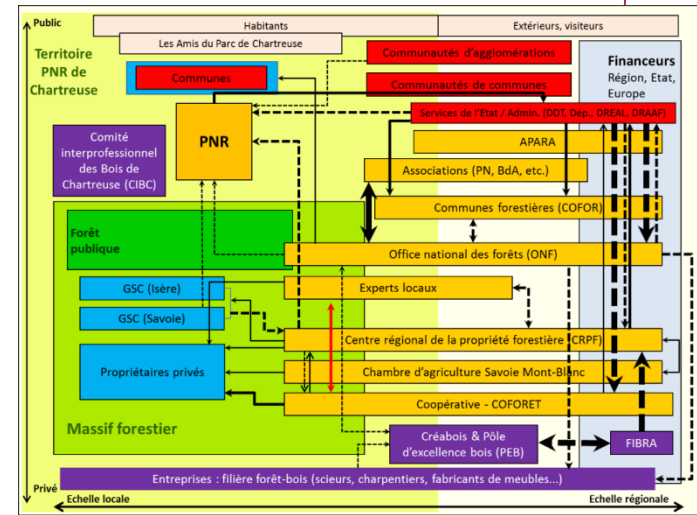 Public
Habitants
Extérieurs, visiteurs
Les Amis du Parc de Chartreuse
Territoire
PNR de
Chartreuse
Communautés d'agglomérations
Financeurs
Région, Etat,
Europe
Communes
Communautés de communes
Services de l'Etat / Admin. (DDT, Dép., DREAL, DRAAF)
PNR
APARA
Comité
interprofessionnel
des Bois de
Chartreuse (CIBC)
Associations (PN, BdA, etc.)
Communes forestières (COFOR)
Forêt
publique
Office national des forêts (ONF)
GSC (Isère)
Experts locaux
GSC (Savoie)
Centre régional de la propriété forestière (CRPF)
Propriétaires privés
Chambre d'agriculture Savoie Mont-Blanc
Coopérative - COFORET
Massif forestier
Créabois & Pôle
d'excellence bois (PEB)
FIBRA
Entreprises : filière forêt-bois (scieurs, charpentiers, fabricants de meubles...)
Privé
Echelle locale
Echelle régionale